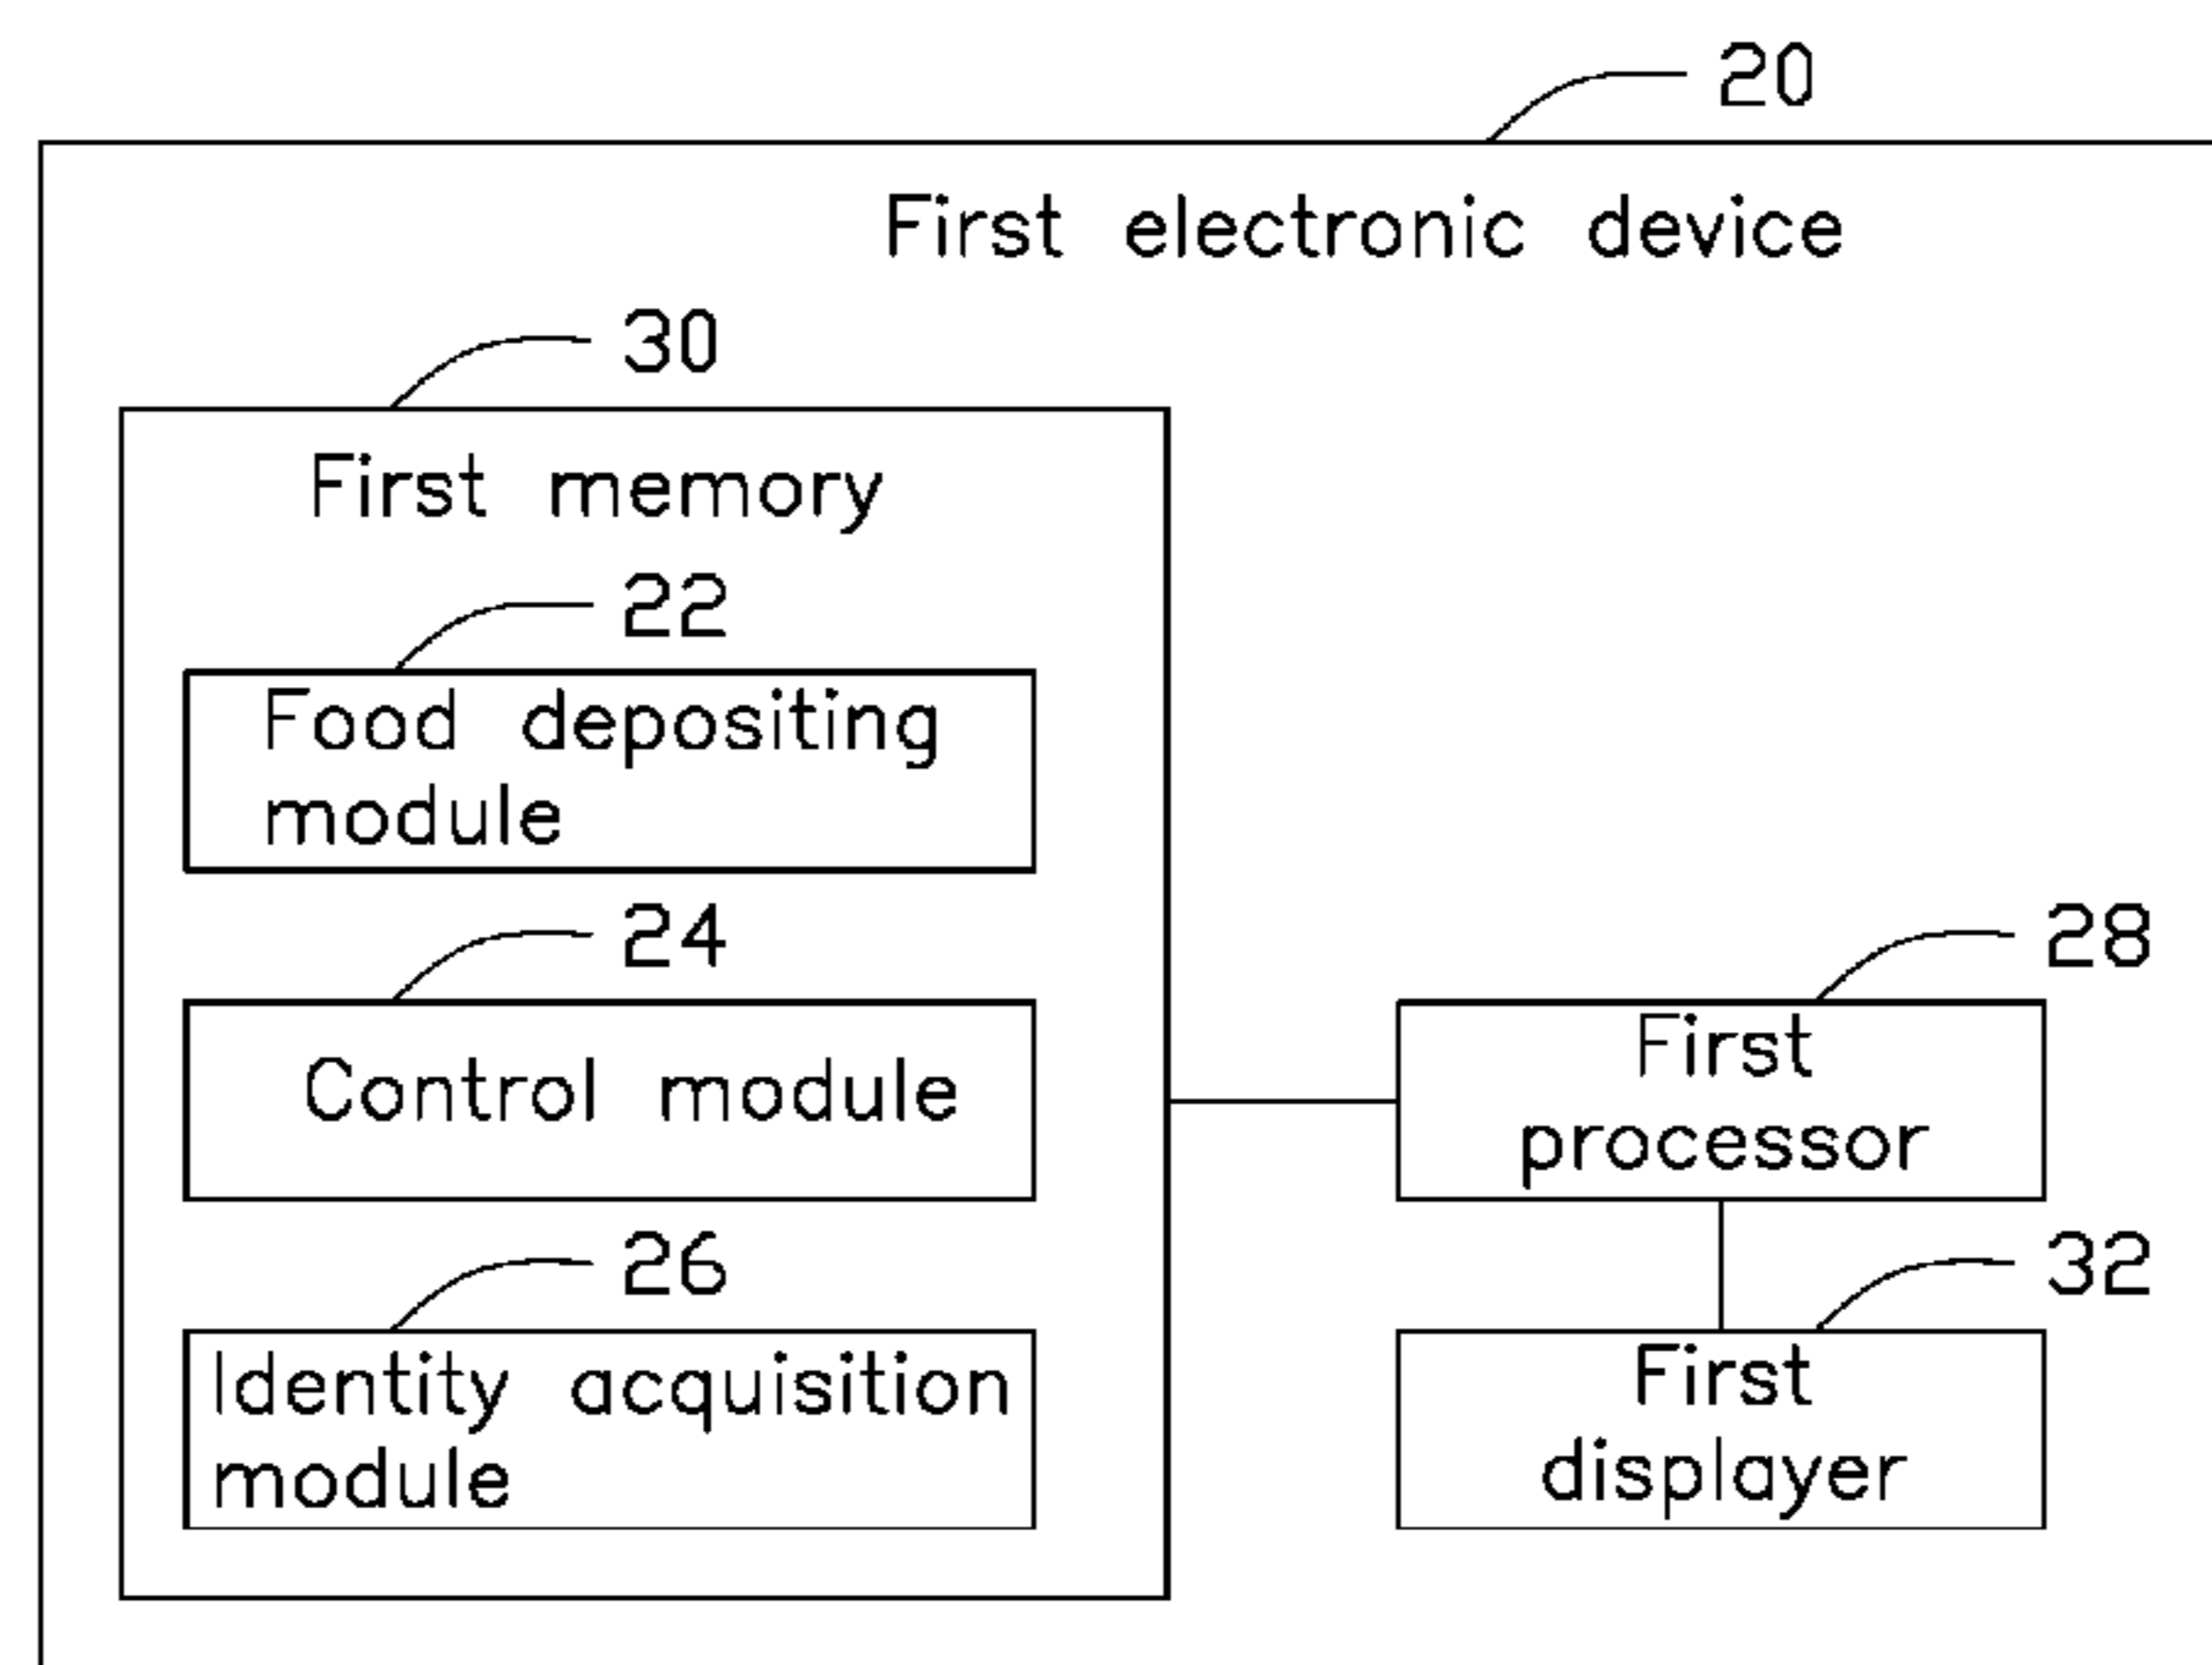 20
First electronic device
30
First memory
22
Food depositing
module
24
Control module
26
Identity acquisition
module
28
First
processor
32
First
displayer